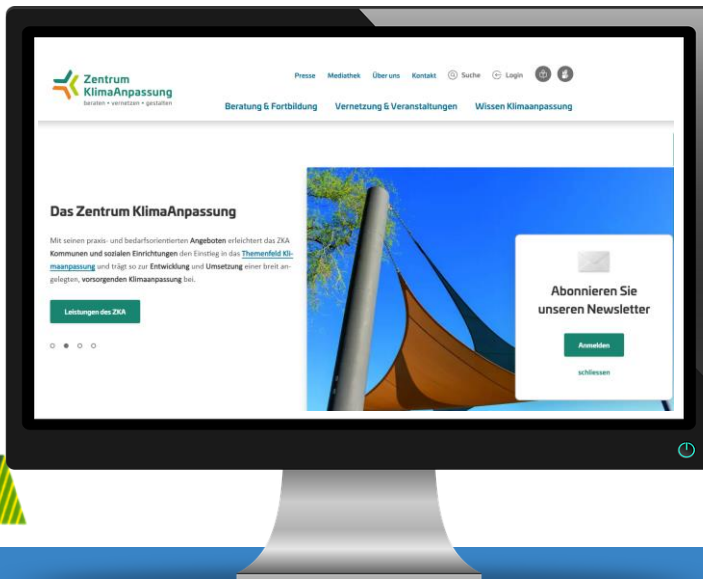 Zentrum
KlimaAnpassung
beraten • vernetzen • gestalten
Presse Mediathek Über uns Kontakt Suche Login
Beratung & Fortbildung Vernetzung & Veranstaltungen Wissen Klimaanpassung
Das Zentrum KlimaAnpassung
Mit seinen praxis- und bedarfsorientierten Angeboten erleichtert das ZKA
Kommunen und sozialen Einrichtungen den Einstieg in das Themenfeld Kli-
maanpassung und trägt so zur Entwicklung und Umsetzung einer breit an-
gelegten, vorsorgenden Klimaanpassung bei.
Leistungen des ZKA
Abonnieren Sie
unseren Newsletter
Anmelden
schliessen